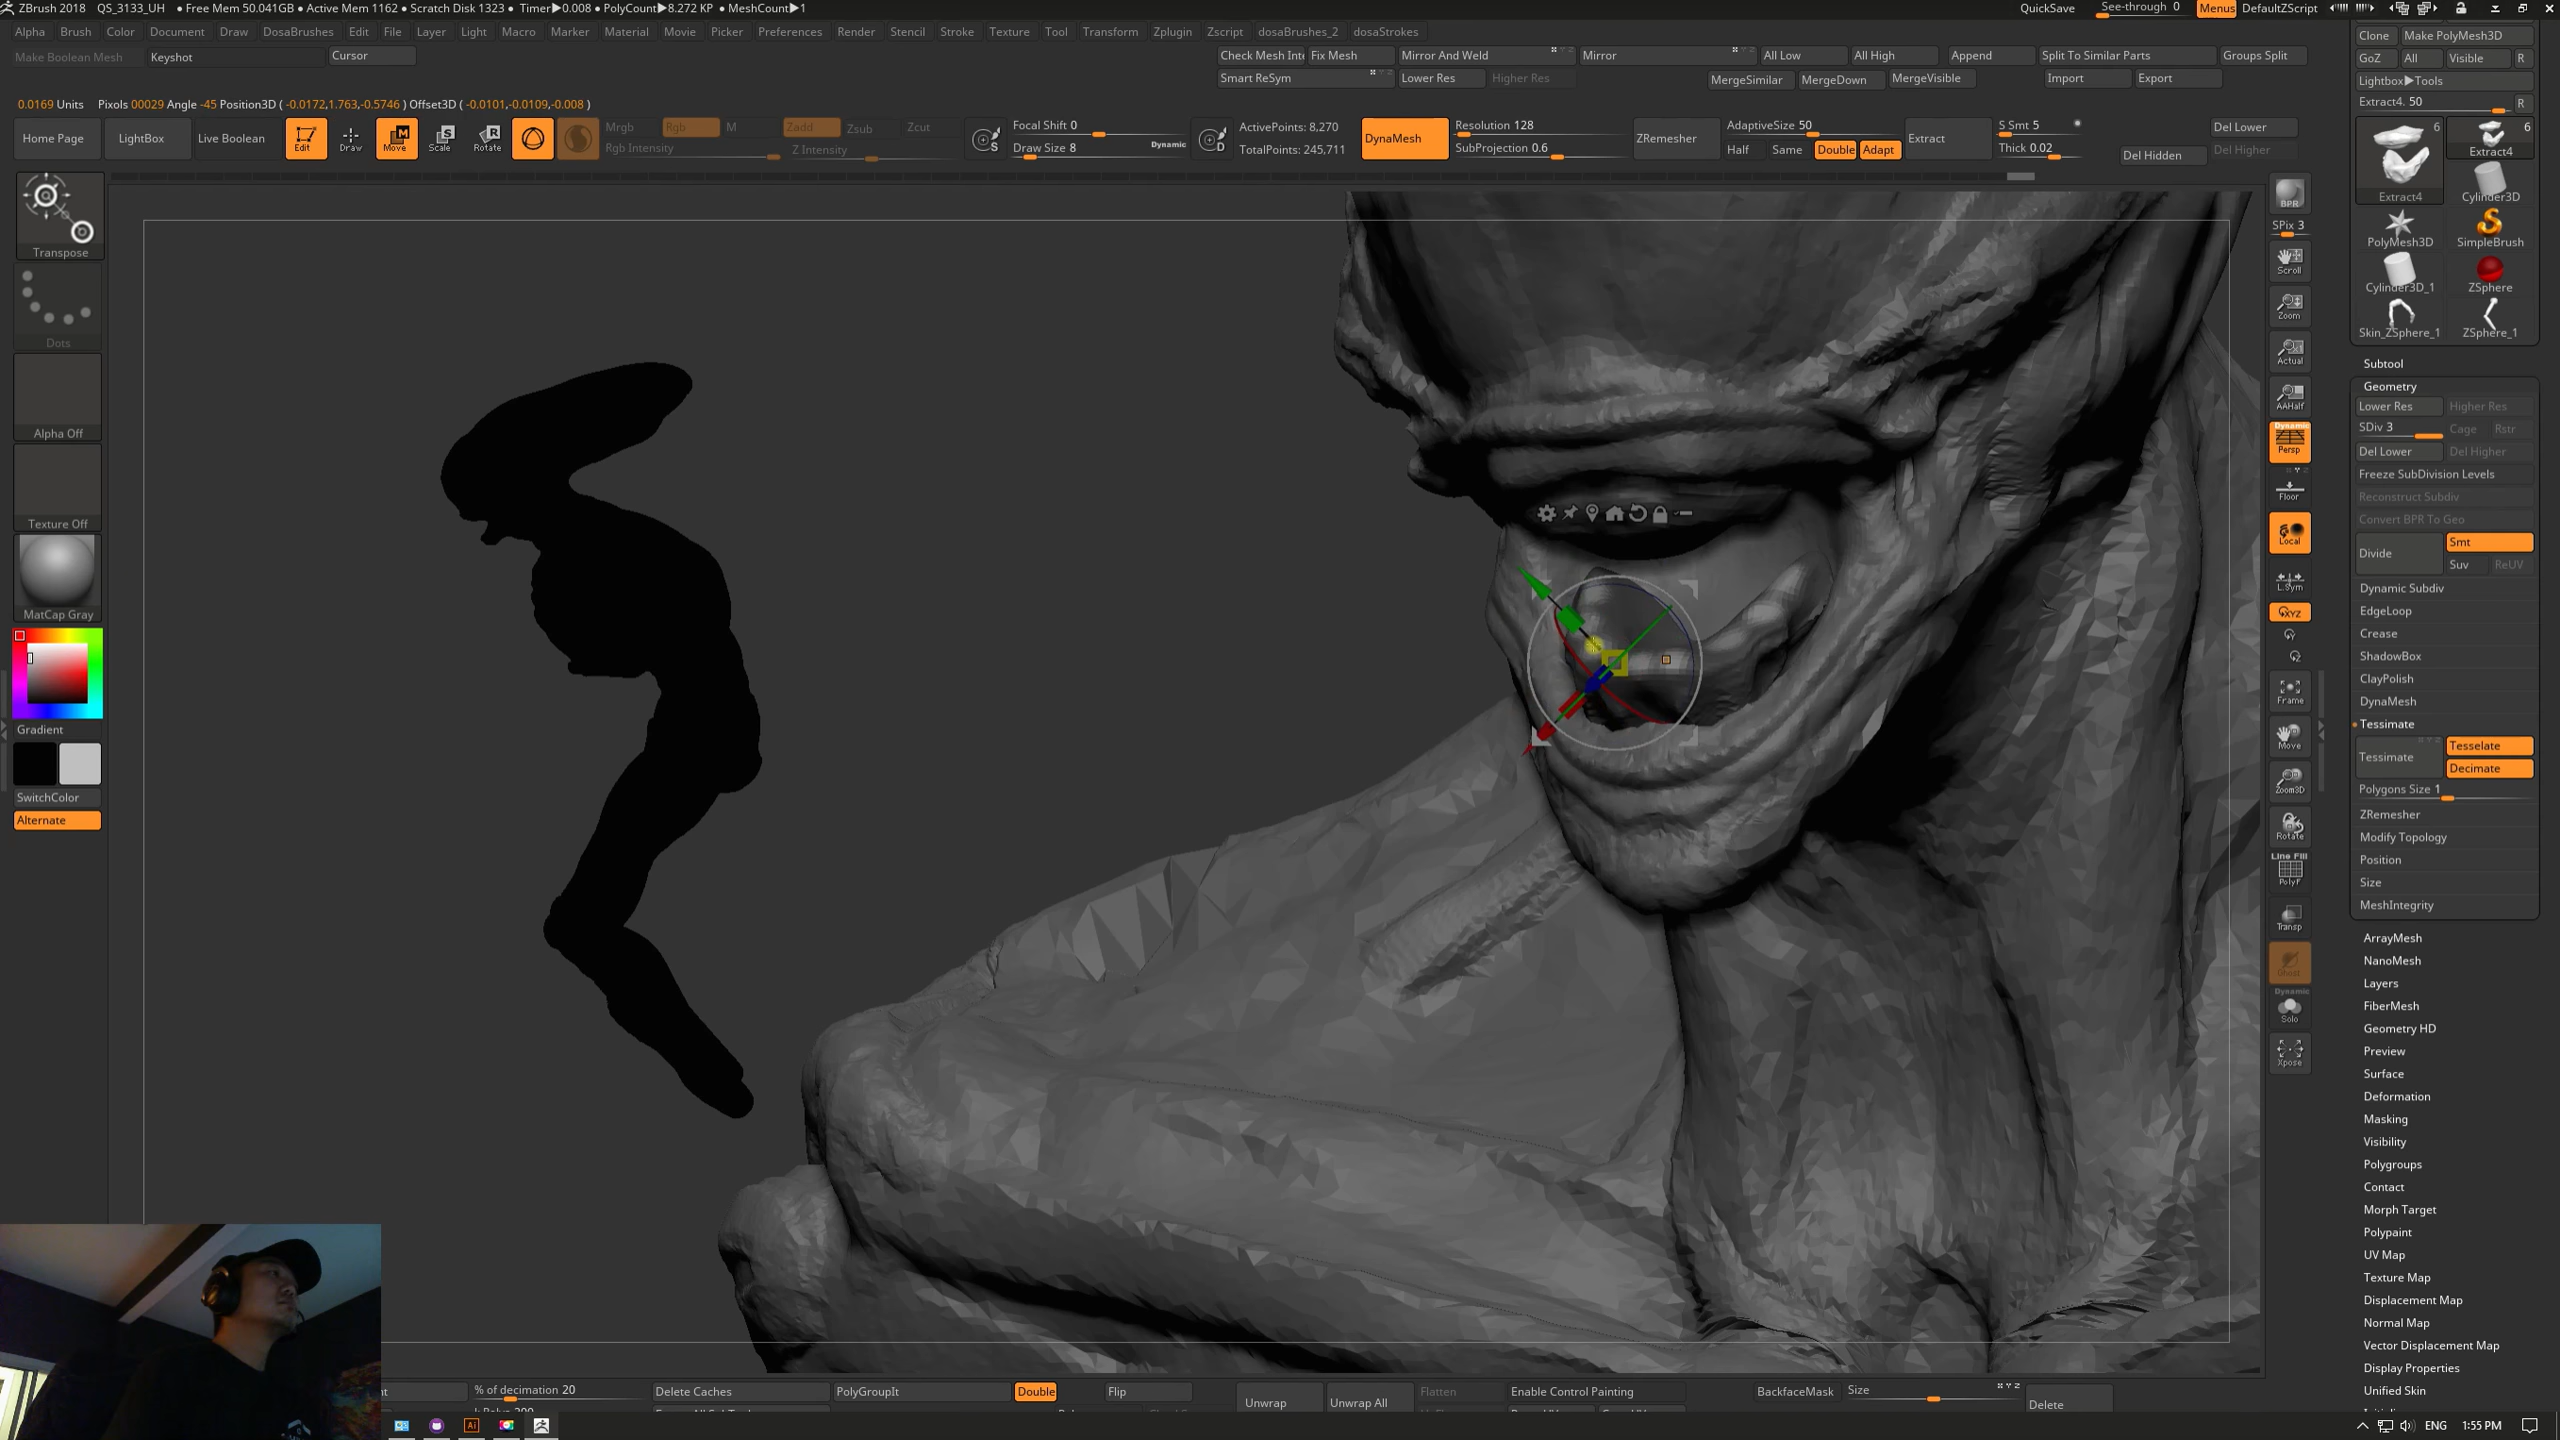 ZBrush 2018 QS_3133_UH ● Free Mem 50.041GB ● Active Mem 1162 ● Scratch Disk 1323 ● Timer▶0.008 ● PolyCount▶8.272 KP ● MeshCount▶1
QuickSave See-through 0 Menus DefaultZScript
Alpha Brush Color Document Draw DosaBrushes Edit File Layer Light Macro Marker Material Movie Picker Preferences Render Stencil Stroke Texture Tool Transform Zplugin Zscript dosaBrushes_2 dosaStrokes
Make Boolean Mesh Keyshot Cursor
Check Mesh Int Fix Mesh Mirror And Weld Mirror All Low All High Append Split To Similar Parts Groups Split
Smart ReSym Lower Res Higher Res MergeSimilar MergeDown MergeVisible Import Export
0.0169 Units Pixols 00029 Angle -45 Position3D ( -0.0172,1.763,-0.5746 ) Offset3D ( -0.0101,-0.0109,-0.008 )
Home Page LightBox Live Boolean Edit Draw Move Scale Rotate
Mrgb Rgb M Zadd Zsub Zcut
Rgb Intensity Z Intensity
Focal Shift 0
Draw Size 8 Dynamic
ActivePoints: 8,270
TotalPoints: 245,711
DynaMesh
Resolution 128
SubProjection 0.6
ZRemesher
AdaptiveSize 50
Half Same Double Adapt
Extract
S Smt 5
Thick 0.02
Del Lower
Del Higher
Del Hidden
Transpose
Dots
Alpha Off
Texture Off
MatCap Gray
Gradient
SwitchColor
Alternate
BPR
SPix 3
Scroll
Zoom
Actual
AAHalf
Dynamic
Persp
Floor
Local
L.Sym
XYZ
Frame
Move
Zoom3D
Rotate
Line Fill
PolyF
Transp
Ghost
Dynamic
Solo
Xpose
Clone Make PolyMesh3D
GoZ All Visible R
Lightbox▶Tools
Extract4. 50 R
6 6
Extract4
Extract4 Cylinder3D
PolyMesh3D SimpleBrush
Cylinder3D_1 ZSphere
Skin_ZSphere_1 ZSphere_1
Subtool
Geometry
Lower Res Higher Res
SDiv 3 Cage Rstr
Del Lower Del Higher
Freeze SubDivision Levels
Reconstruct Subdiv
Convert BPR To Geo
Divide Smt
Suv ReUV
Dynamic Subdiv
EdgeLoop
Crease
ShadowBox
ClayPolish
DynaMesh
Tessimate
Tessimate Tesselate
Decimate
Polygons Size 1
ZRemesher
Modify Topology
Position
Size
MeshIntegrity
ArrayMesh
NanoMesh
Layers
FiberMesh
Geometry HD
Preview
Surface
Deformation
Masking
Visibility
Polygroups
Contact
Morph Target
Polypaint
UV Map
Texture Map
Displacement Map
Normal Map
Vector Displacement Map
Display Properties
Unified Skin
% of decimation 20 Delete Caches PolyGroupIt Double Flip Unwrap Unwrap All Flatten Enable Control Painting BackfaceMask Size Delete
ENG 1:55 PM